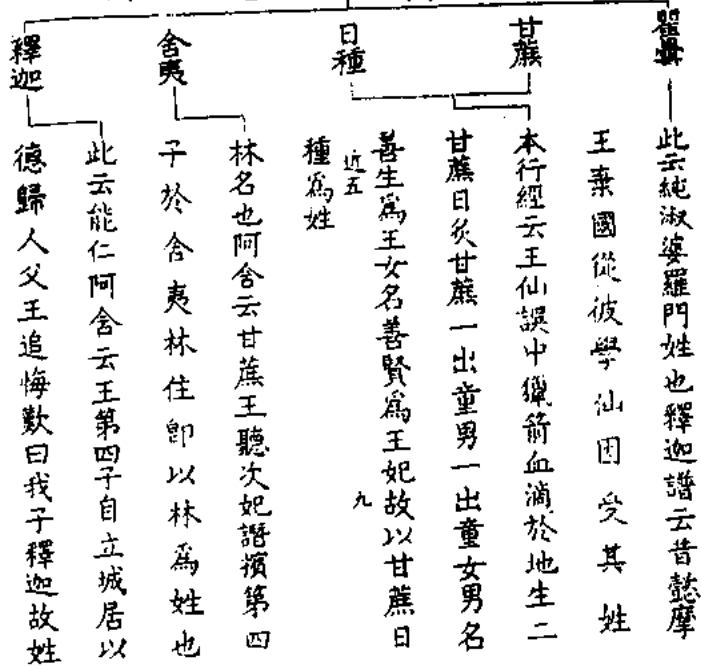 瞿曇
此云純淑婆羅門姓也釋迦譜云昔懿摩
王棄國從彼學仙因受其姓
甘蔗
日種
本行經云王仙誤中獵箭血滴於地生二
甘蔗日炙甘蔗一出童男一出童女男名
善生為王女名善賢為王妃故以甘蔗日
近五
九
種為姓
舍夷
林名也阿含云甘蔗王聽次妃譖擯第四
子於舍夷林住即以林為姓也
釋迦
此云能仁阿含云王第四子自立城居以
德歸人父王追悔歎曰我子釋迦故姓